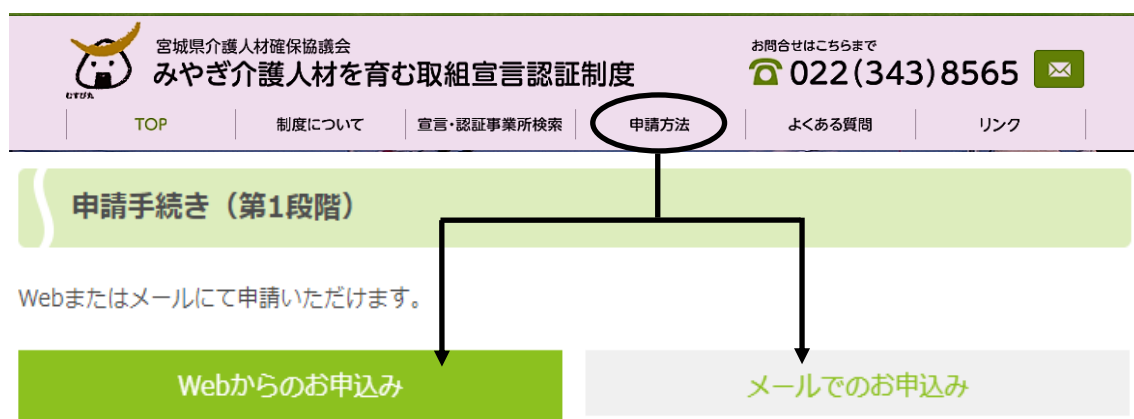 宮城県介護人材確保協議会
みやぎ介護人材を育む取組宣言認証制度
むすび丸
お問合せはこちらまで
022(343)8565
TOP 制度について 宣言・認証事業所検索 申請方法 よくある質問 リンク
申請手続き（第1段階）
Webまたはメールにて申請いただけます。
Webからのお申込み メールでのお申込み